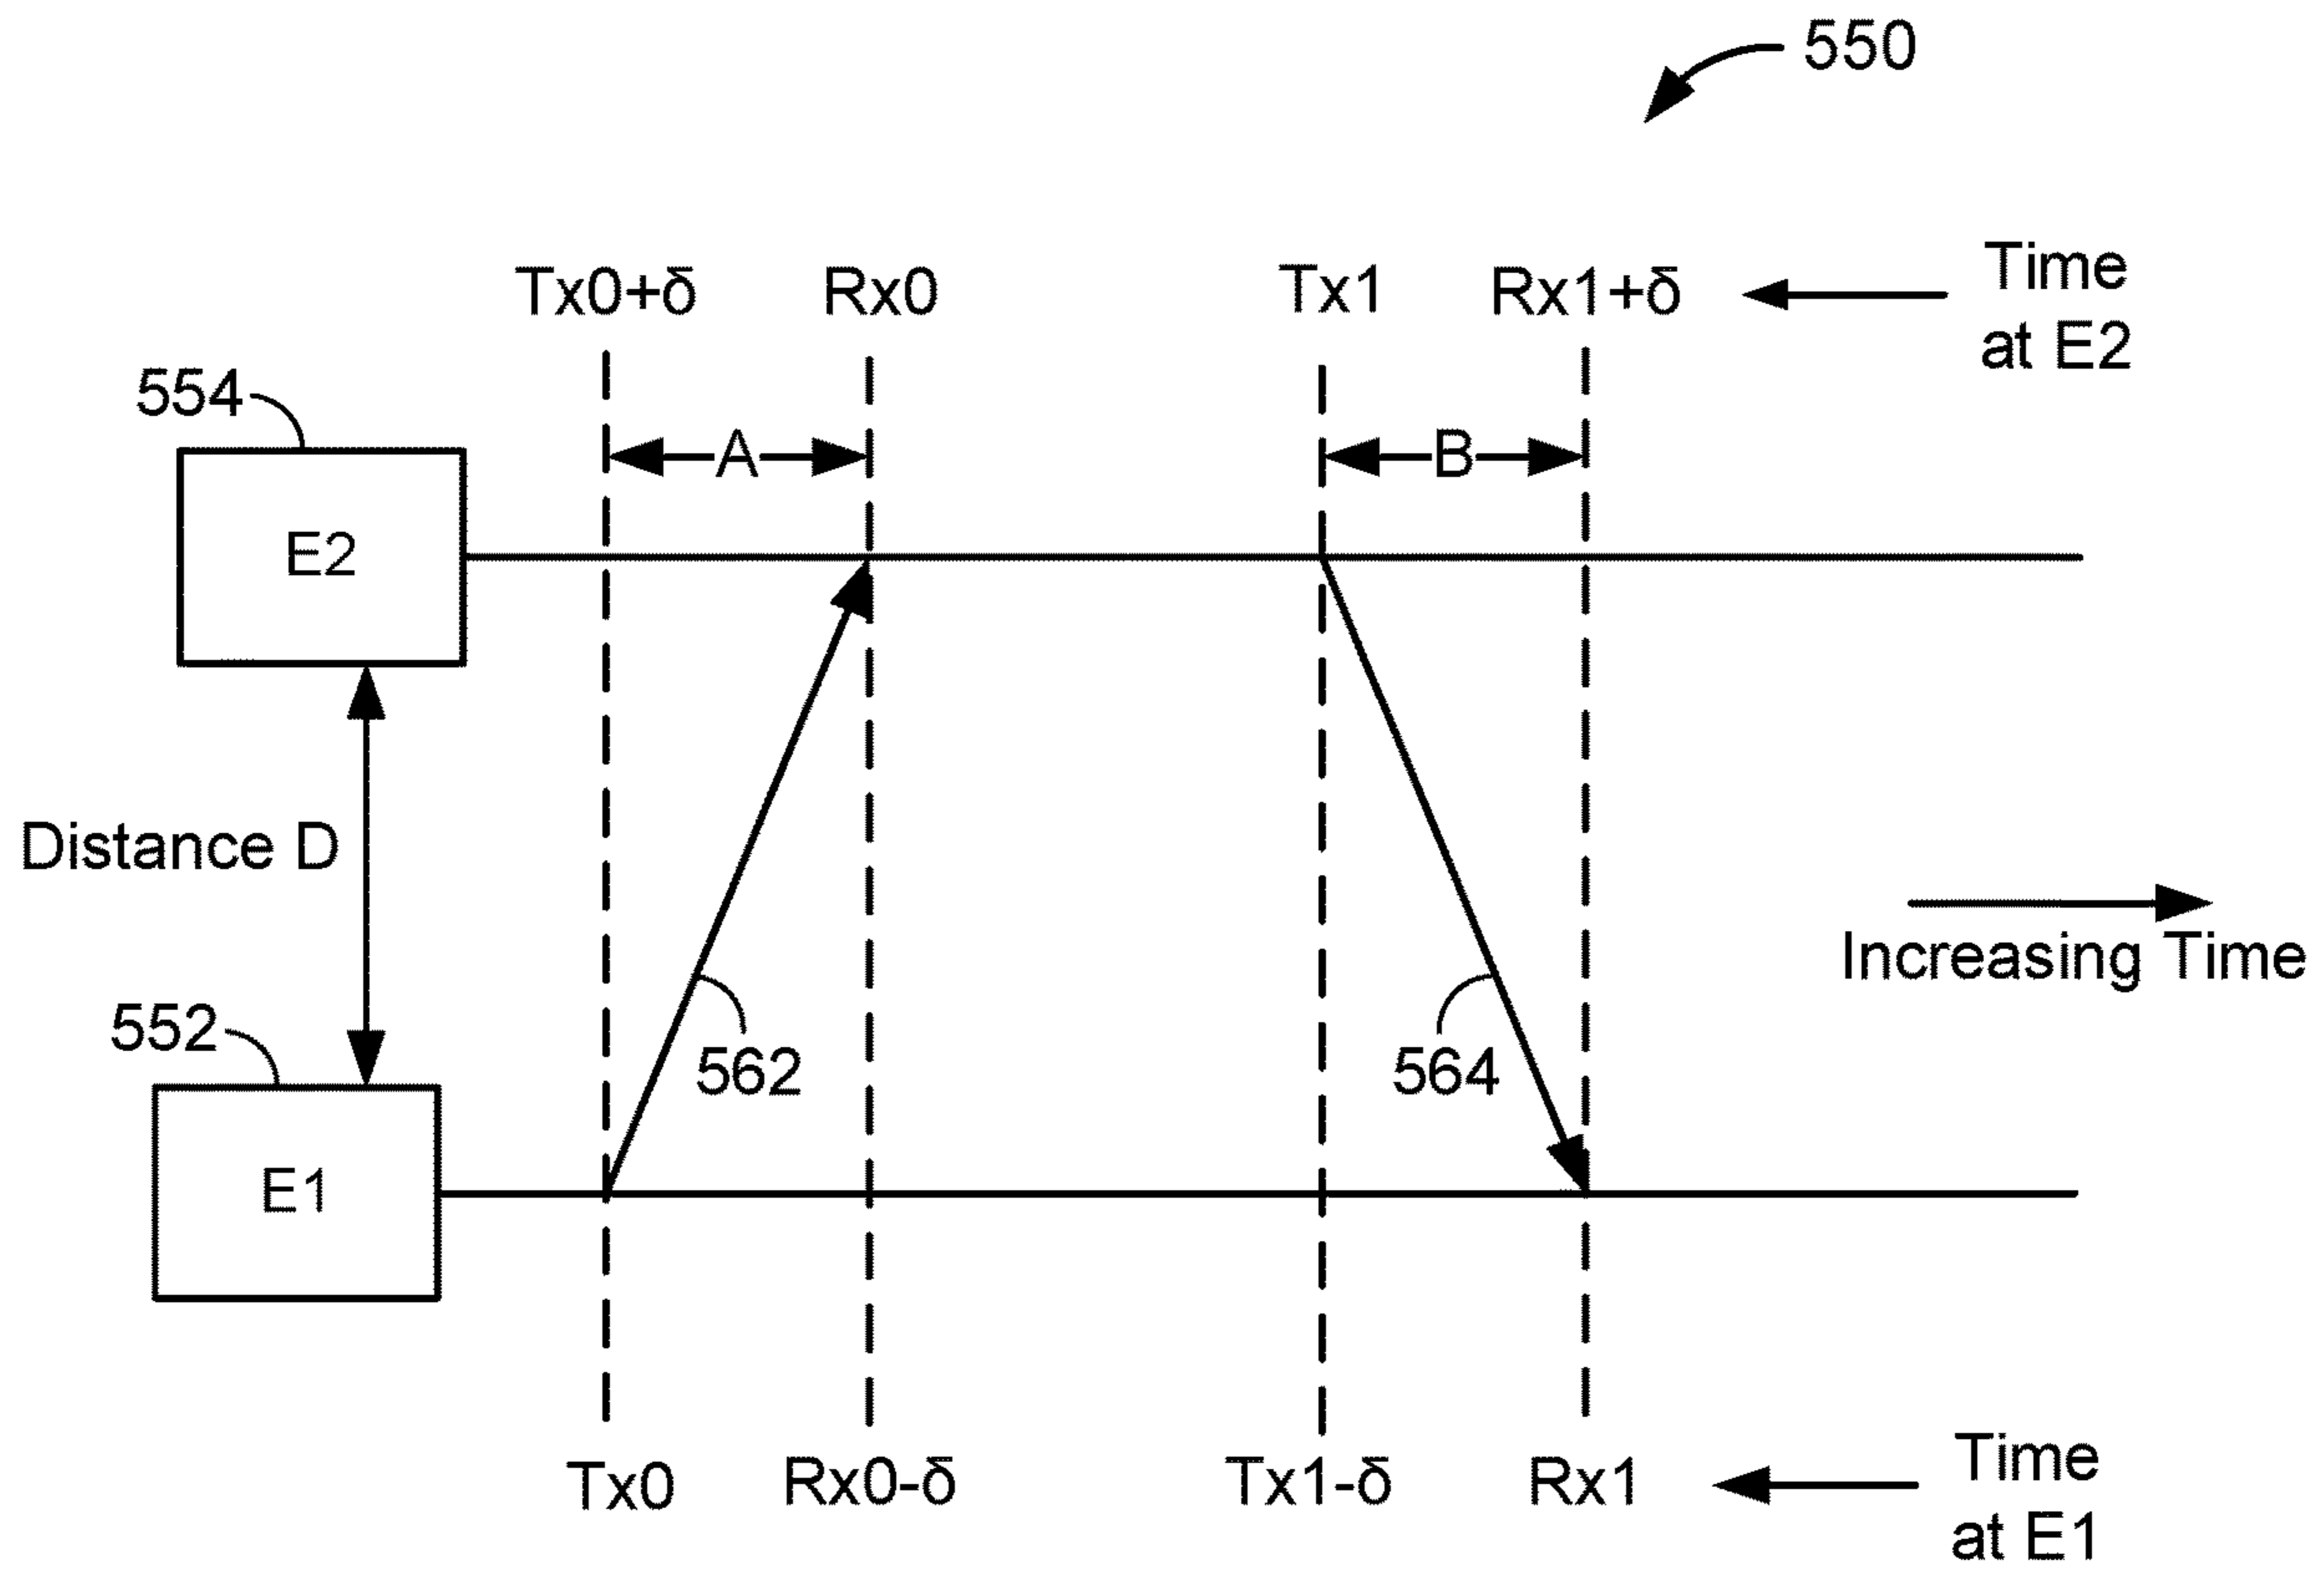 550
Time
at E2
Tx0+δ
Rx0
Tx1
Rx1+δ
554
A
B
E2
Distance D
Increasing Time
552
562
564
E1
Tx0
Rx0-δ
Tx1-δ
Rx1
Time
at E1